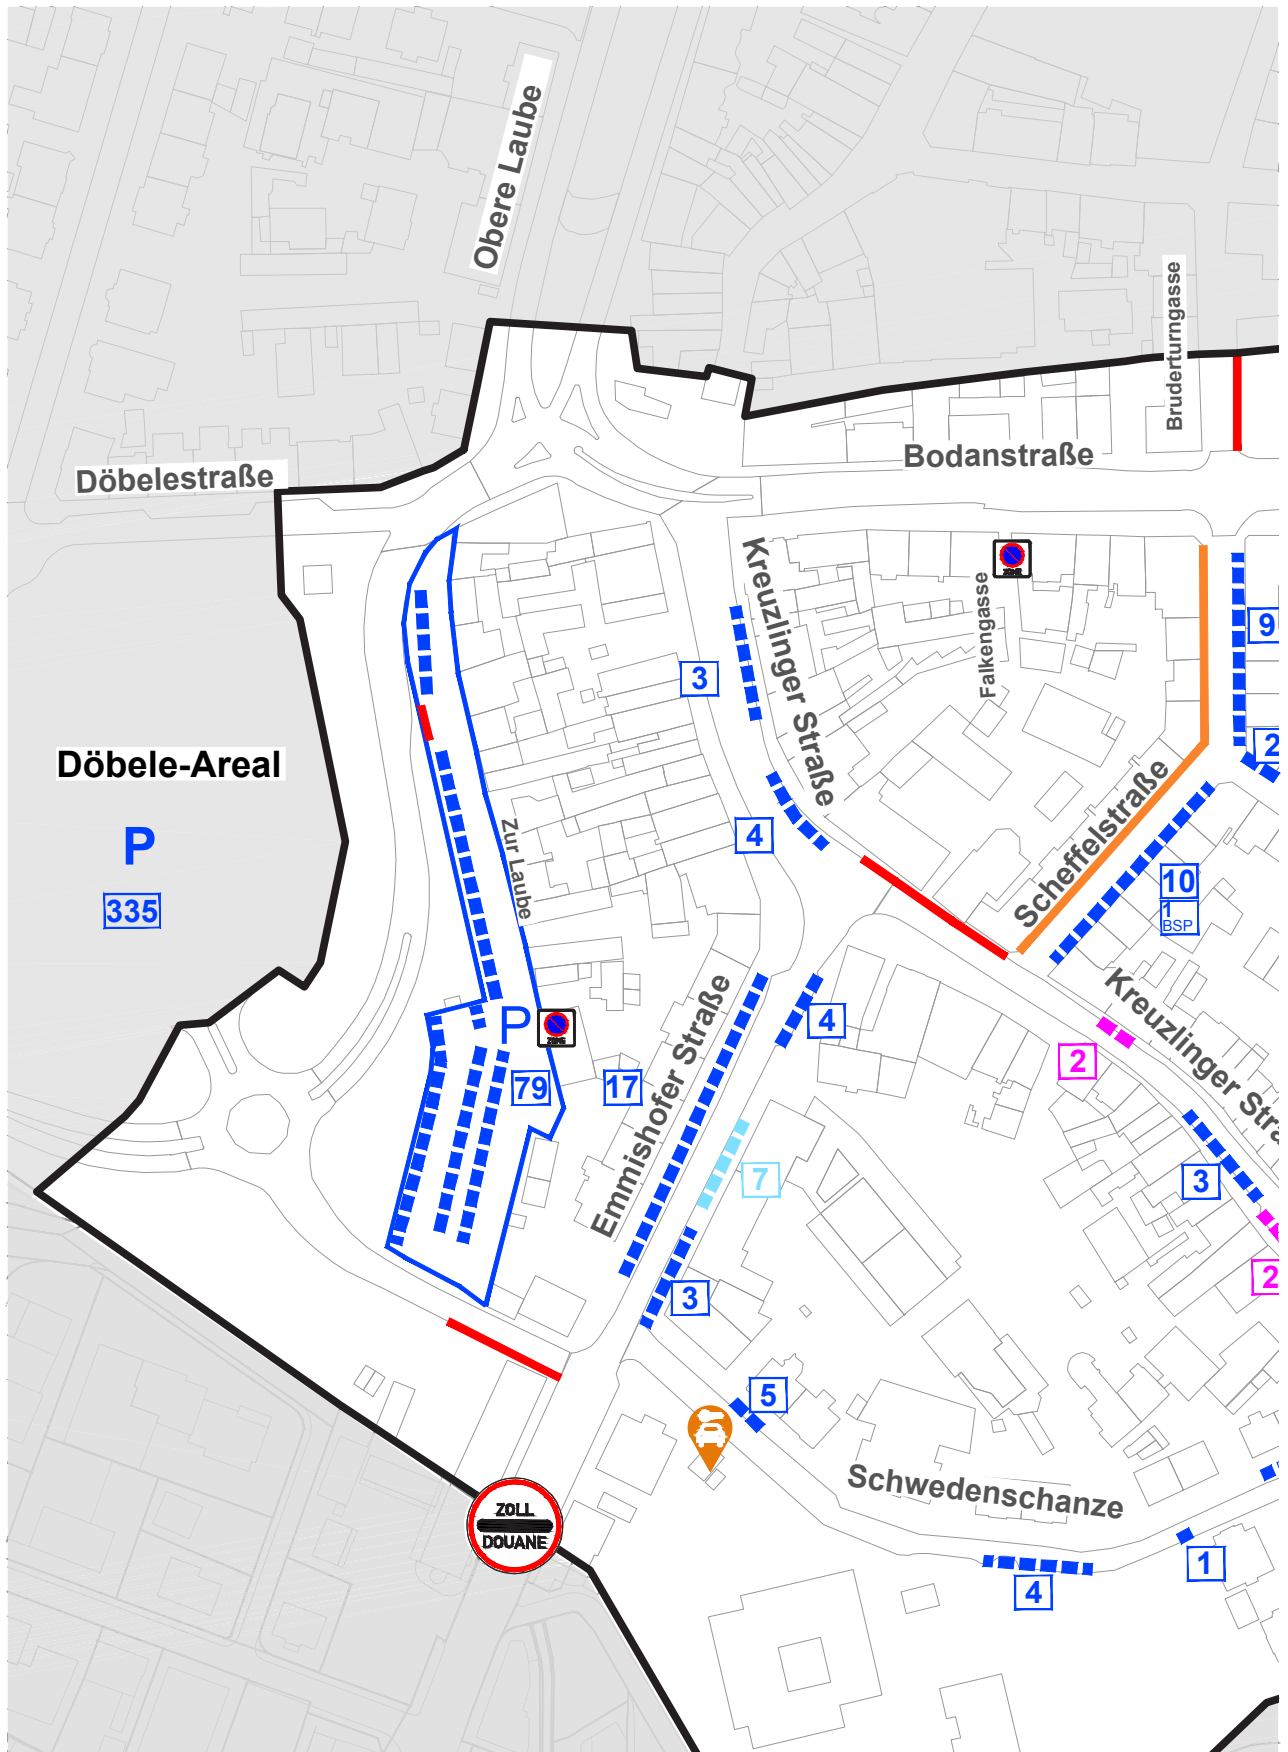 Obere Laube
Bruderturngasse
Bodanstraße
Döbelestraße
Kreuzlinger Straße
Falkengasse
ZONE
9
3
2
Döbele-Areal
Scheffelstraße
4
Zur Laube
P
335
10
1
BSP
Kreuzlinger Stra
Emmishofer Straße
4
P
ZONE
2
79
17
7
3
2
3
5
Schwedenschanze
ZOLL
DOUANE
1
4